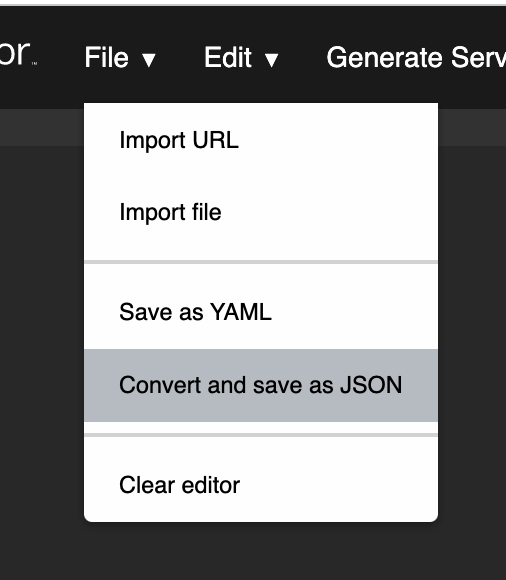 or™ File ▼ Edit ▼ Generate Serv
Import URL
Import file
Save as YAML
Convert and save as JSON
Clear editor